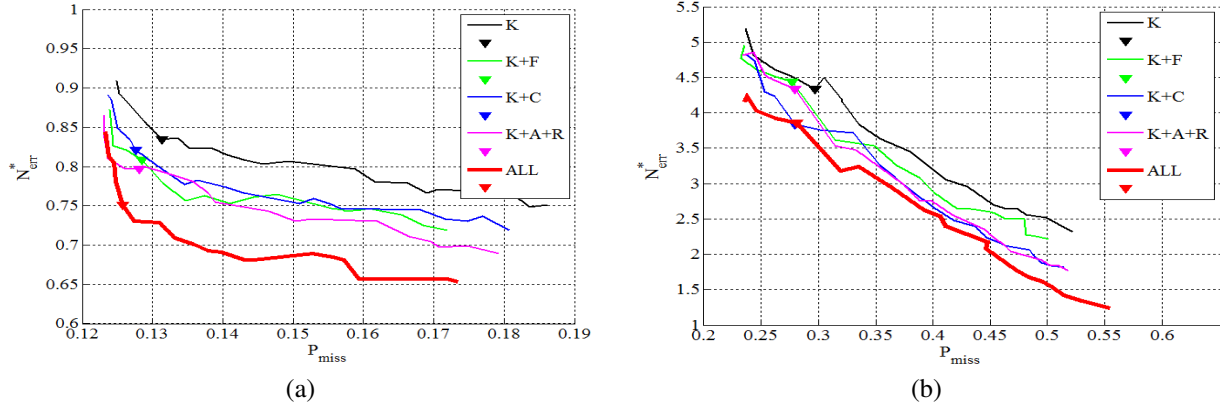 1
0.95
0.9
0.85
0.8
0.75
0.7
0.65
0.6
N*err
0.12 0.13 0.14 0.15 0.16 0.17 0.18 0.19
Pmiss
K
K+F
K+C
K+A+R
ALL
(a)
5.5
5
4.5
4
3.5
3
2.5
2
1.5
1
N*err
0.2 0.25 0.3 0.35 0.4 0.45 0.5 0.55 0.6
Pmiss
K
K+F
K+C
K+A+R
ALL
(b)